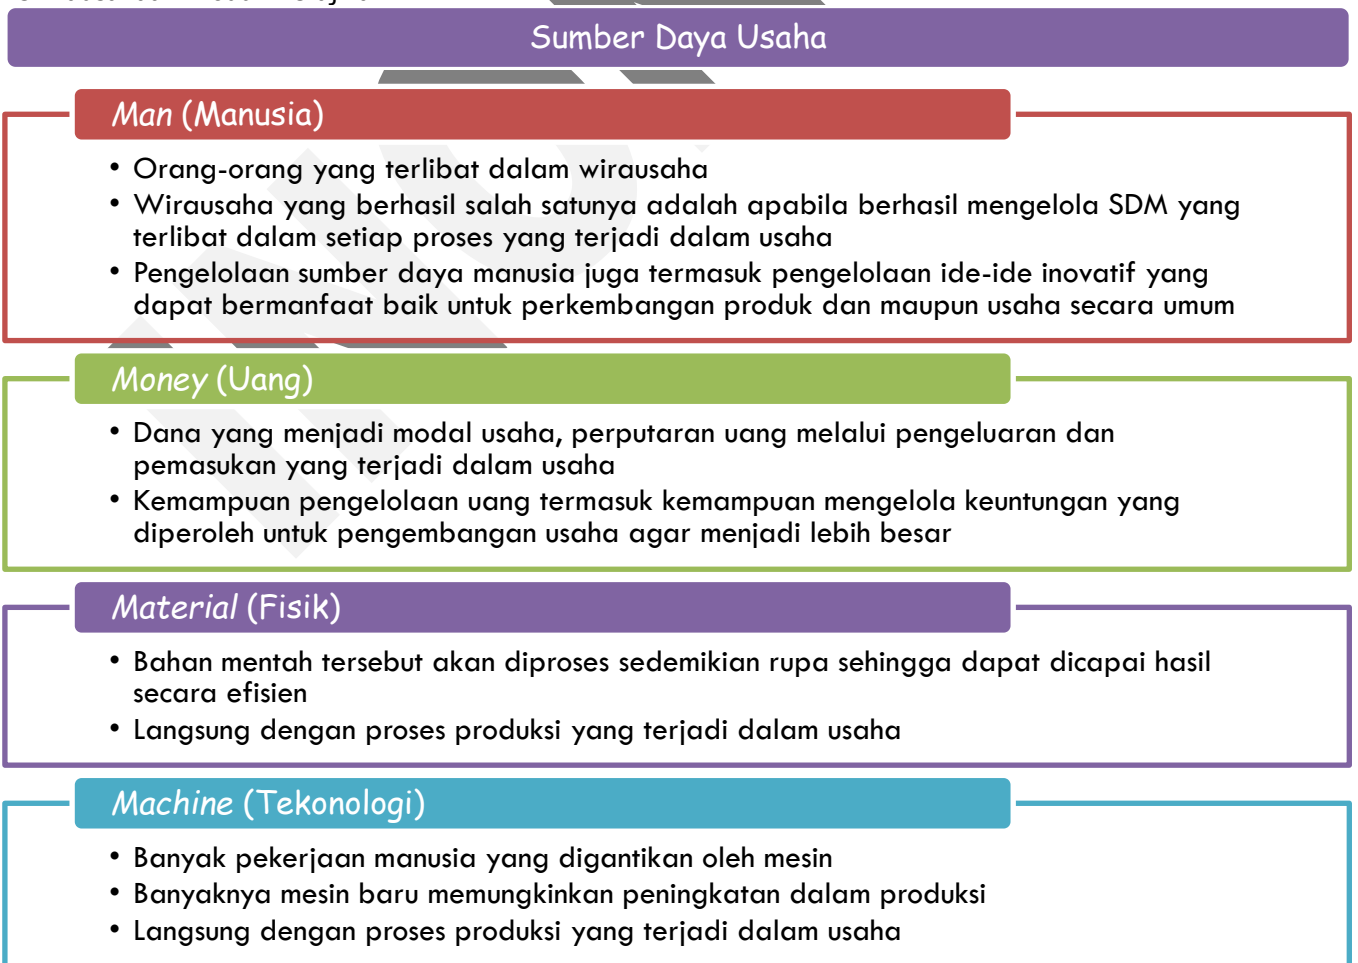 Sumber Daya Usaha
Man (Manusia)
• Orang-orang yang terlibat dalam wirausaha
• Wirausaha yang berhasil salah satunya adalah apabila berhasil mengelola SDM yang
terlibat dalam setiap proses yang terjadi dalam usaha
• Pengelolaan sumber daya manusia juga termasuk pengelolaan ide-ide inovatif yang
dapat bermanfaat baik untuk perkembangan produk dan maupun usaha secara umum
Money (Uang)
• Dana yang menjadi modal usaha, perputaran uang melalui pengeluaran dan
pemasukan yang terjadi dalam usaha
• Kemampuan pengelolaan uang termasuk kemampuan mengelola keuntungan yang
diperoleh untuk pengembangan usaha agar menjadi lebih besar
Material (Fisik)
• Bahan mentah tersebut akan diproses sedemikian rupa sehingga dapat dicapai hasil
secara efisien
• Langsung dengan proses produksi yang terjadi dalam usaha
Machine (Tekonologi)
• Banyak pekerjaan manusia yang digantikan oleh mesin
• Banyaknya mesin baru memungkinkan peningkatan dalam produksi
• Langsung dengan proses produksi yang terjadi dalam usaha